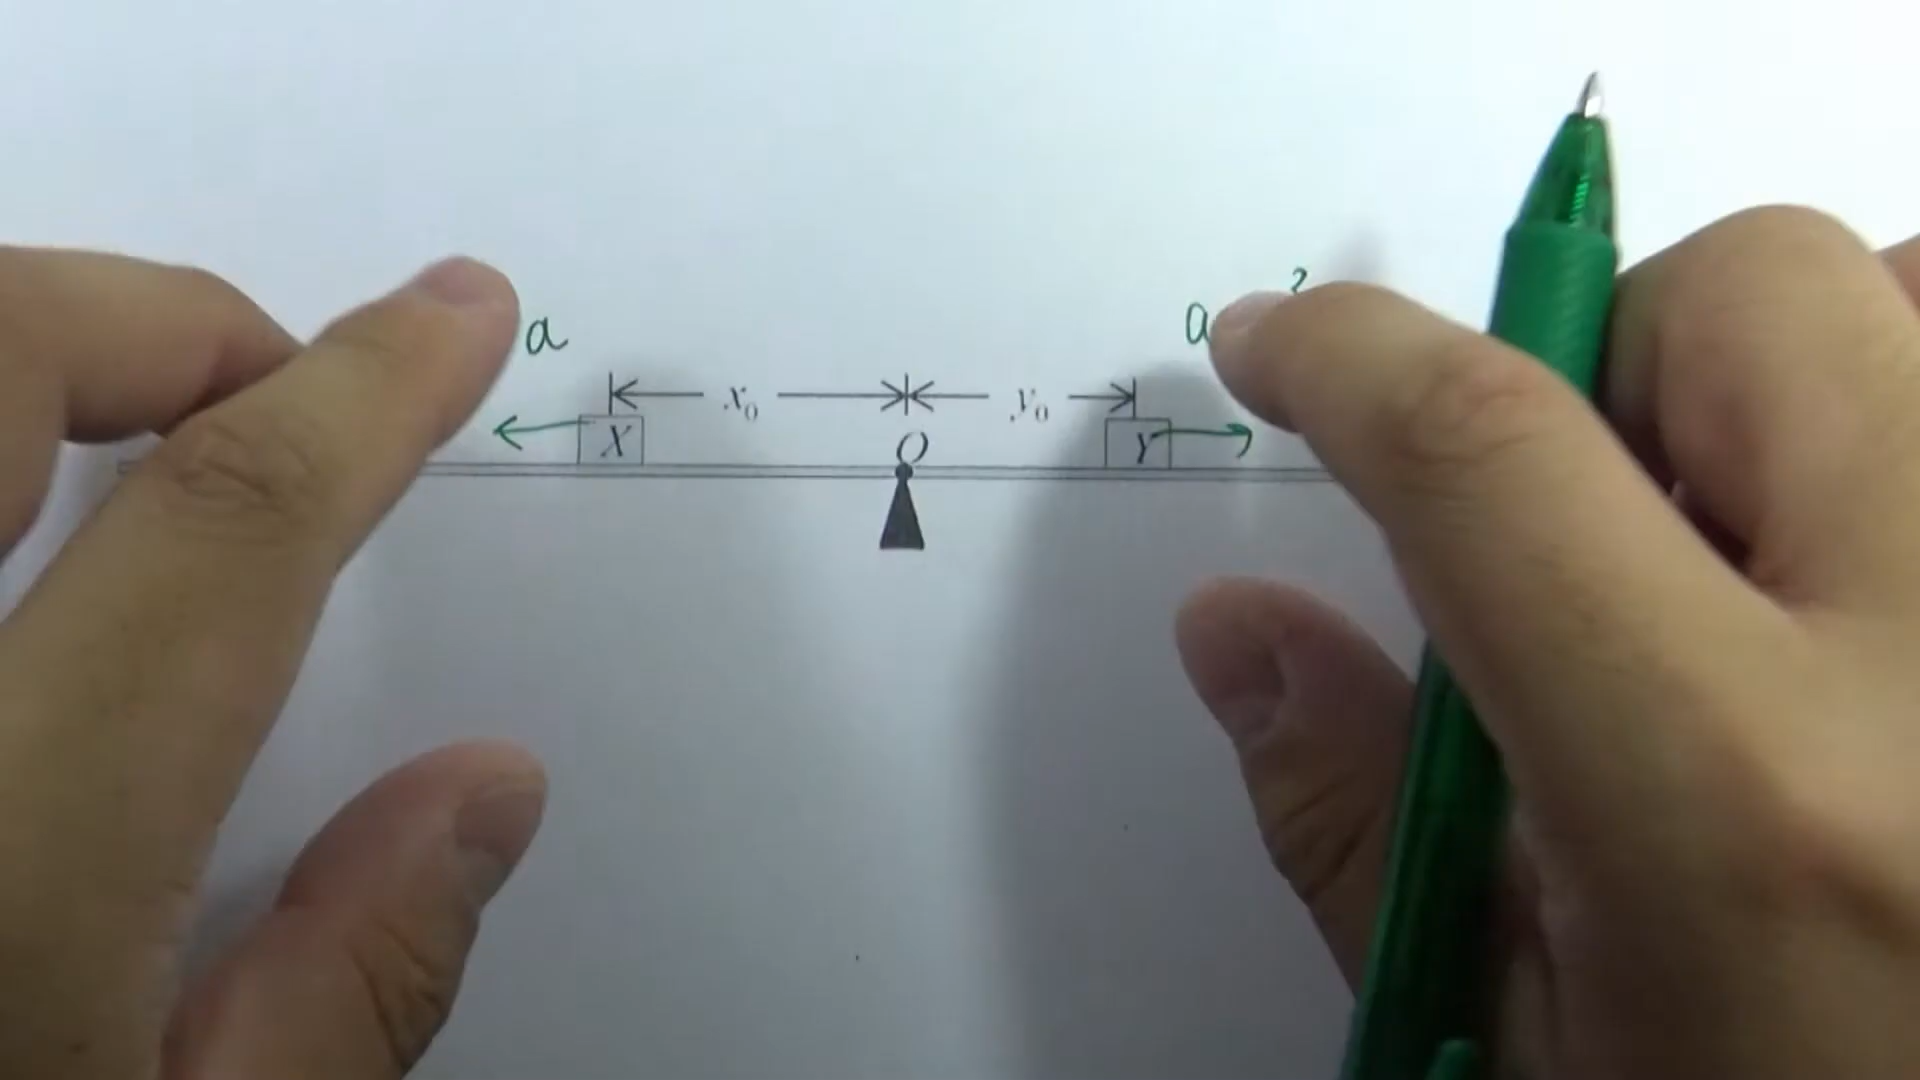 a
a ?
x₀ y₀
X O Y